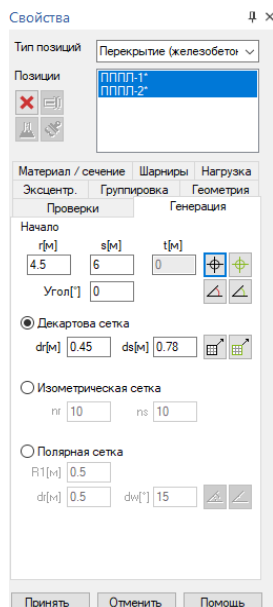 Свойства
Тип позиций Перекрытие (железобетон
Позиции
ПППЛ-1*
ПППЛ-2*
Материал / сечение Шарниры Нагрузка
Эксцентр. Группировка Геометрия
Проверки Генерация
Начало
r[м] s[м] t[м]
4.5 6 0
Угол[°] 0
Декартова сетка
dr[м] 0.45 ds[м] 0.78
Изометрическая сетка
nr 10 ns 10
Полярная сетка
R1[м] 0.5
dr[м] 0.5 dw[°] 15
Принять Отменить Помощь